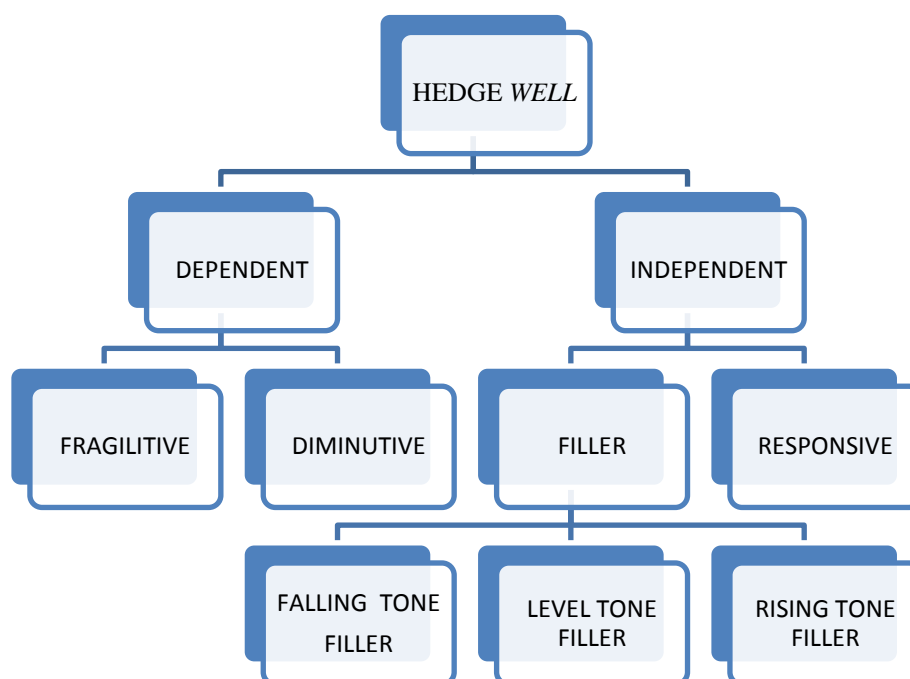 HEDGE WELL
DEPENDENT
INDEPENDENT
FRAGILITIVE
DIMINUTIVE
FILLER
RESPONSIVE
FALLING TONE
FILLER
LEVEL TONE
FILLER
RISING TONE
FILLER